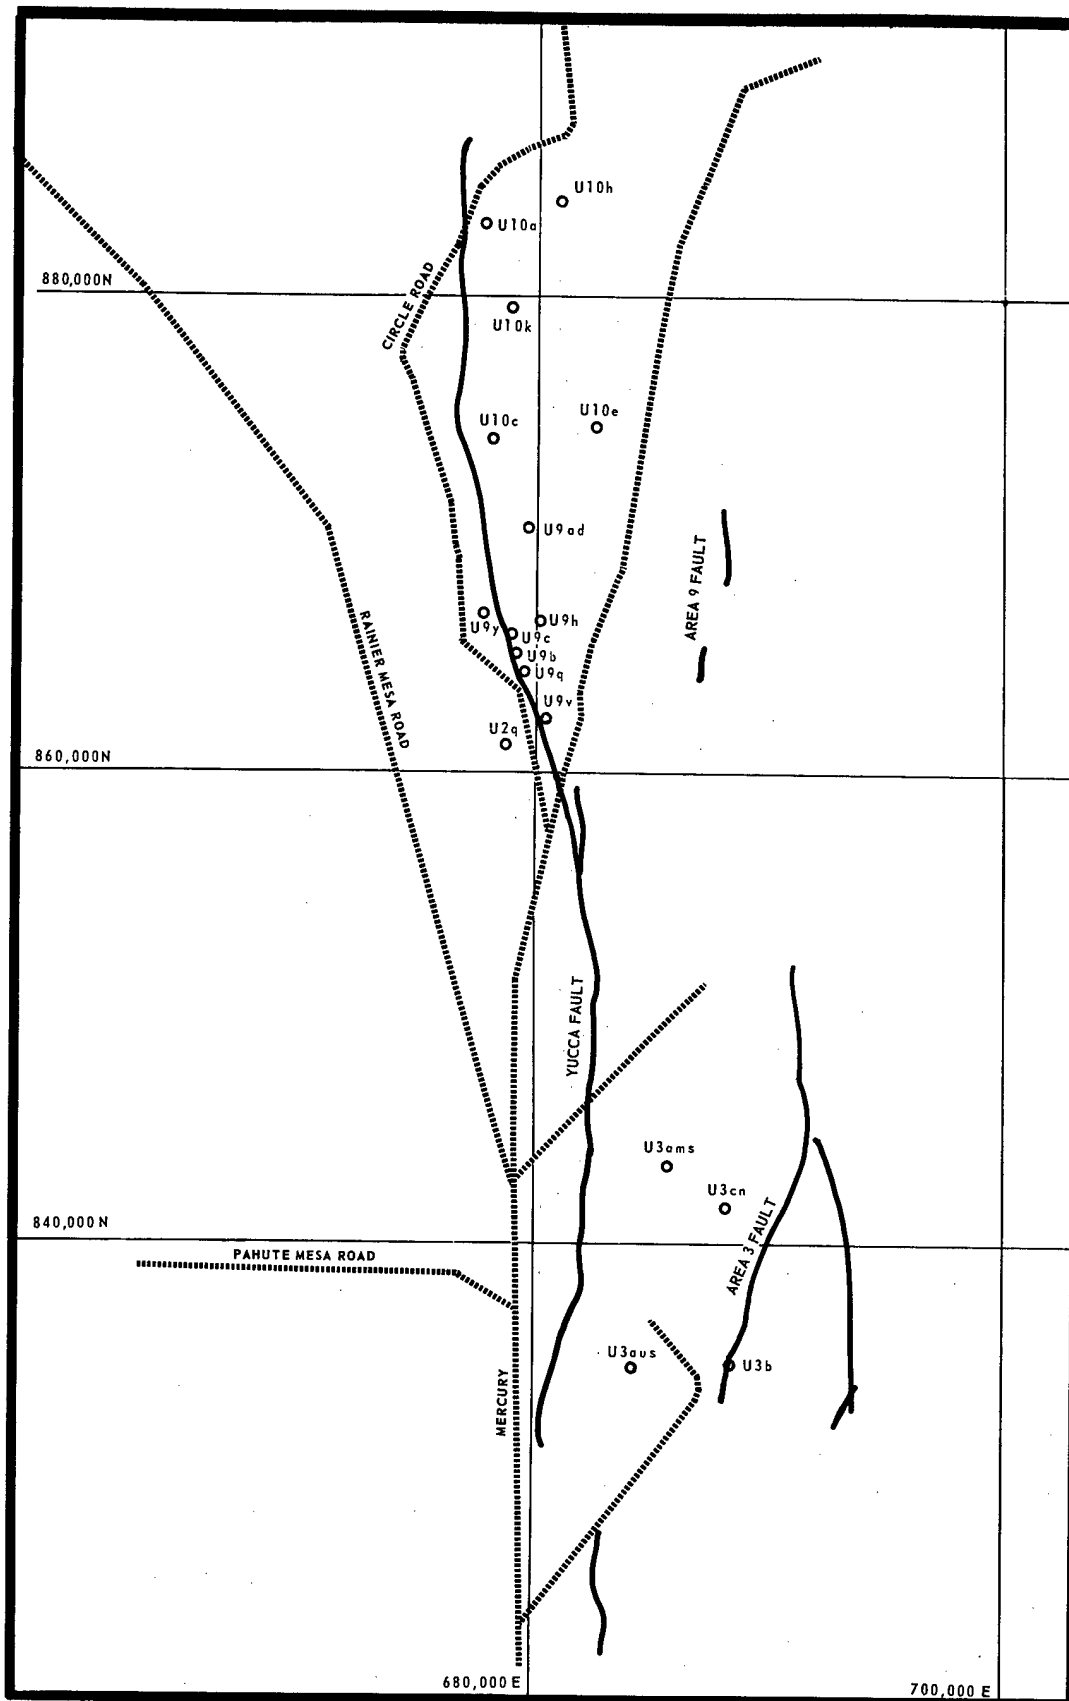 U10h
U10a
CIRCLE ROAD
880,000N
U10k
U10c
U10e
U9ad
AREA 9 FAULT
RAINIER MESA ROAD
U9y
U9h
U9c
U9b
U9q
U9v
U2q
860,000N
YUCCA FAULT
U3ams
U3cn
AREA 3 FAULT
840,000N
PAHUTE MESA ROAD
U3aus
U3b
MERCURY
680,000 E
700,000 E